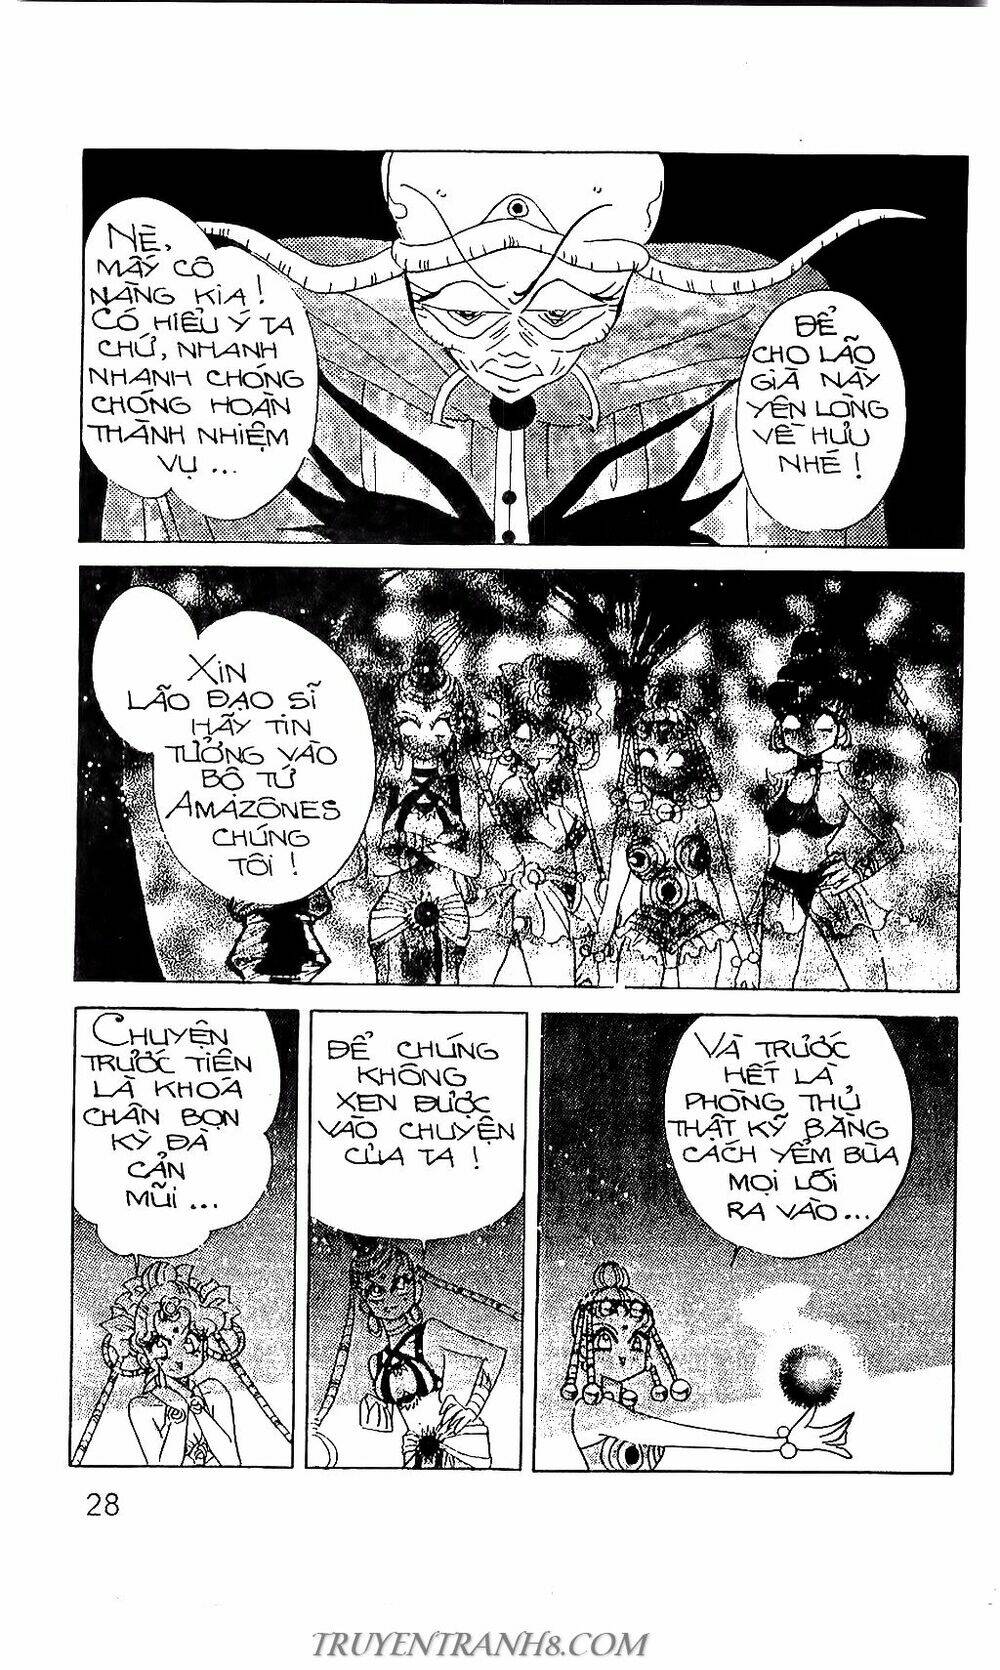 NÈ,
MẤY CÔ
NÀNG KIA!
CÓ HIỂU Ý TA
CHỨ, NHANH
NHANH CHÓNG
CHÓNG HOÀN
THÀNH NHIỆM
VỤ ...
ĐỂ
CHO LÃO
GIÀ NÀY
YÊN LÒNG
VỀ HƯU
NHÉ!
XIN
LÃO ĐẠO SĨ
HÃY TIN
TƯỞNG VÀO
BỘ TỨ
AMAZÔNES
CHÚNG
TÔI!
CHUYỆN
TRƯỚC TIÊN
LÀ KHOÁ
CHÂN BỌN
KỲ ĐÀ
CẢN
MŨI ...
ĐỂ CHÚNG
KHÔNG
XEN ĐƯỢC
VÀO CHUYỆN
CỦA TA!
VÀ TRƯỚC
HẾT LÀ
PHÒNG THỦ
THẬT KỸ BẰNG
CÁCH YỂM BÙA
MỌI LỐI
RA VÀO...
28
TRUYENTRANH8.COM